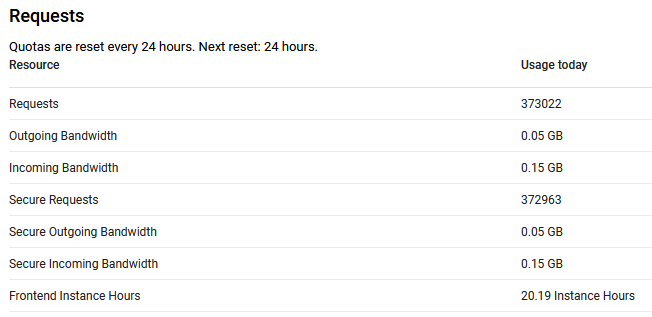 Requests
Quotas are reset every 24 hours. Next reset: 24 hours.
Resource Usage today
Requests 373022
Outgoing Bandwidth 0.05 GB
Incoming Bandwidth 0.15 GB
Secure Requests 372963
Secure Outgoing Bandwidth 0.05 GB
Secure Incoming Bandwidth 0.15 GB
Frontend Instance Hours 20.19 Instance Hours